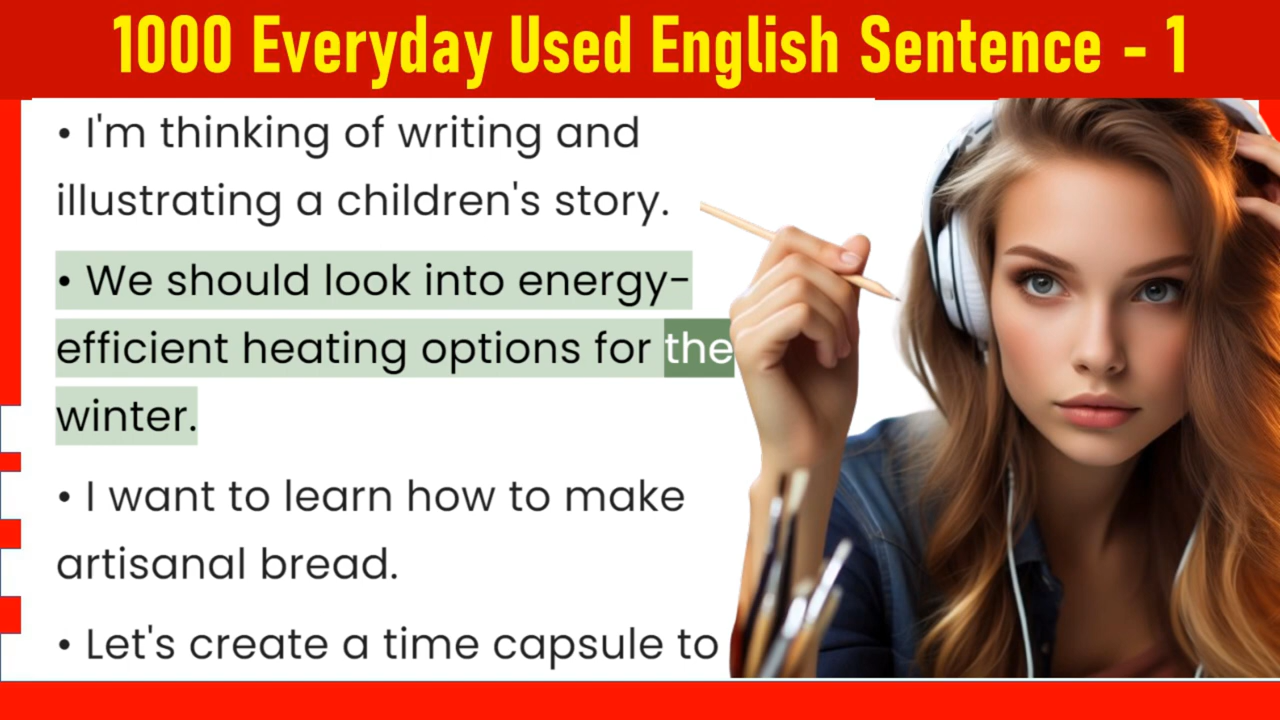 1000 Everyday Used English Sentence - 1
• I'm thinking of writing and
illustrating a children's story.
• We should look into energy-
efficient heating options for the
winter.
• I want to learn how to make
artisanal bread.
• Let's create a time capsule to